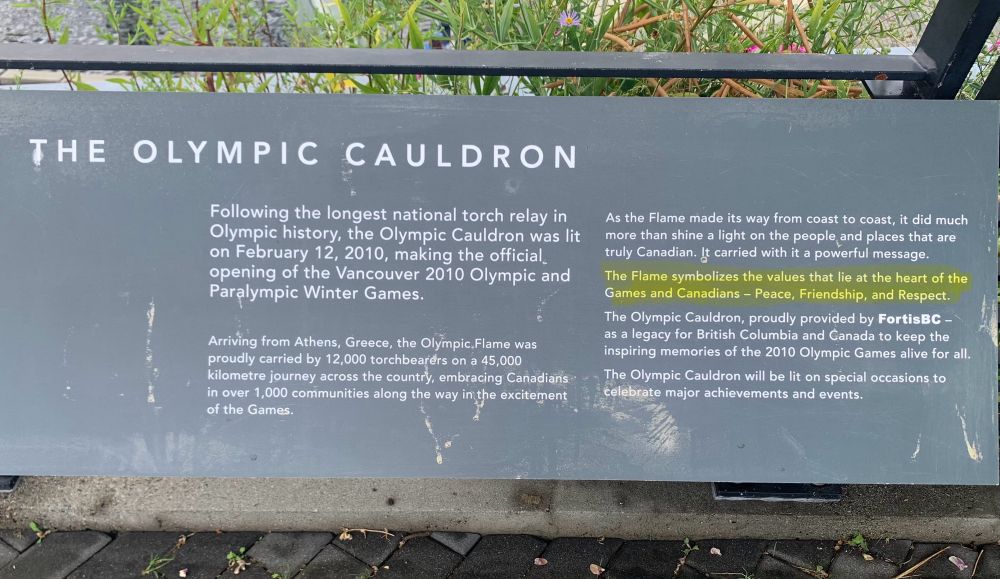 THE OLYMPIC CAULDRON
Following the longest national torch relay in
Olympic history, the Olympic Cauldron was lit
on February 12, 2010, making the official
opening of the Vancouver 2010 Olympic and
Paralympic Winter Games.
Arriving from Athens, Greece, the Olympic Flame was
proudly carried by 12,000 torchbearers on a 45,000
kilometre journey across the country, embracing Canadians
in over 1,000 communities along the way in the excitement
of the Games.
As the Flame made its way from coast to coast, it did much
more than shine a light on the people and places that are
truly Canadian. It carried with it a powerful message.
The Flame symbolizes the values that lie at the heart of the
Games and Canadians – Peace, Friendship, and Respect.
The Olympic Cauldron, proudly provided by FortisBC –
as a legacy for British Columbia and Canada to keep the
inspiring memories of the 2010 Olympic Games alive for all.
The Olympic Cauldron will be lit on special occasions to
celebrate major achievements and events.